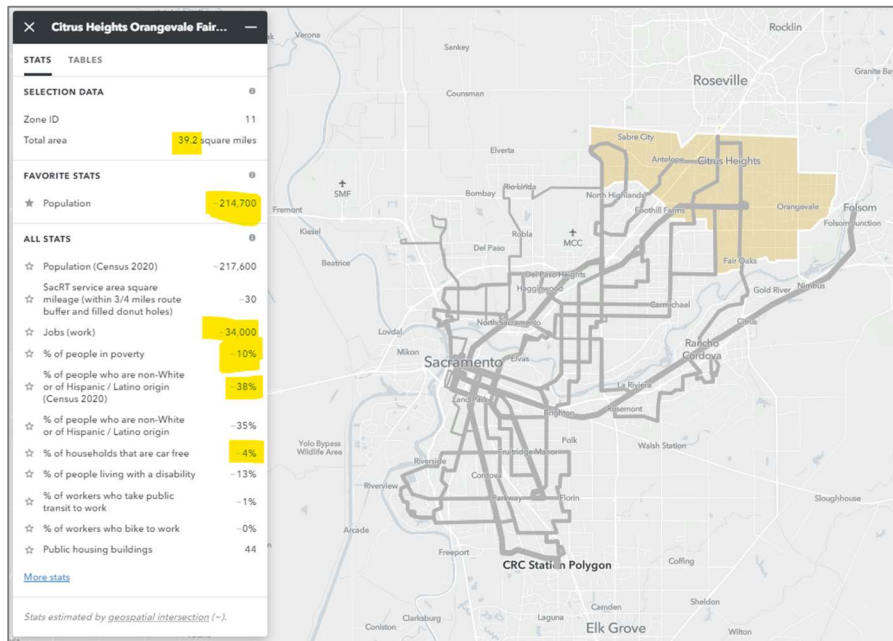 Citrus Heights Orangevale Fair...
STATS TABLES
SELECTION DATA
Zone ID 11
Total area 39.2 square miles
FAVORITE STATS
Population ~214,700
ALL STATS
Population (Census 2020) ~217,600
SacRT service area square
mileage (within 3/4 miles route
buffer and filled donut holes) ~30
Jobs (work) ~34,000
% of people in poverty ~10%
% of people who are non-White
or of Hispanic / Latino origin
(Census 2020) ~38%
% of people who are non-White
or of Hispanic / Latino origin ~35%
% of households that are car free ~4%
% of people living with a disability ~13%
% of workers who take public
transit to work ~1%
% of workers who bike to work ~0%
Public housing buildings 44
More stats
Stats estimated by geospatial intersection (~).
Verona
Sankey
Rocklin
Roseville
Granite Bay
Counsman
Sabre City
Elverta
Antelope
Citrus Heights
SMF
Bombay
Rio Linda
North Highlands
Fremont
Foothill Farms
Orangevale
Folsom
Folsom Junction
Kiesel
Robla
MCC
Del Paso
Fair Oaks
Beatrice
Del Paso Heights
Hagginwood
Gold River
Nimbus
Carmichael
Lovdal
North Sacramento
Citrus
Mikon
Sacramento
Elvas
Rancho
Cordova
Land Park
La Riviera
Brighton
Rosemont
Yolo Bypass
Wildlife Area
Polk
Walsh Station
Fruitridge Manor
Riverside
Cordova
Riverview
Parkway
Florin
Sloughhouse
Arcade
Freeport
CRC Station Polygon
Coffing
Sheldon
Camden
Clarksburg
Laguna
Elk Grove
Coniston
Wilton